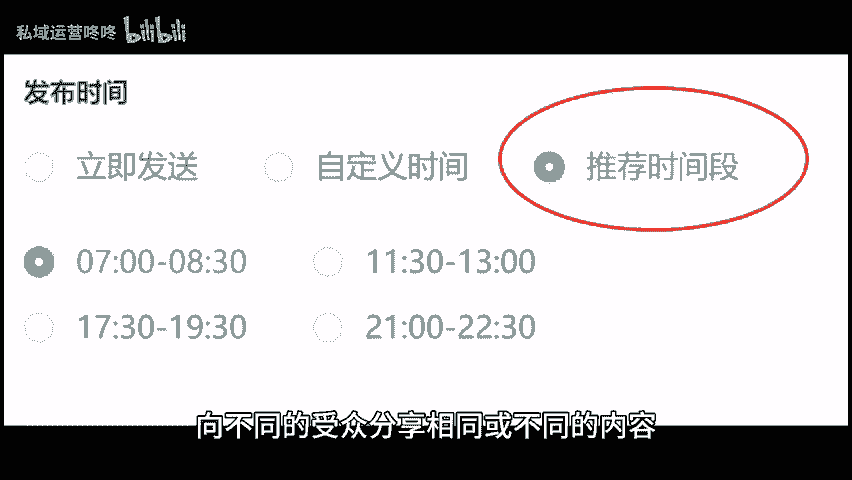 私域运营咚咚 bilibili
发布时间
立即发送 自定义时间 推荐时间段
07:00-08:30 11:30-13:00
17:30-19:30 21:00-22:30
向不同的受众分享相同或不同的内容